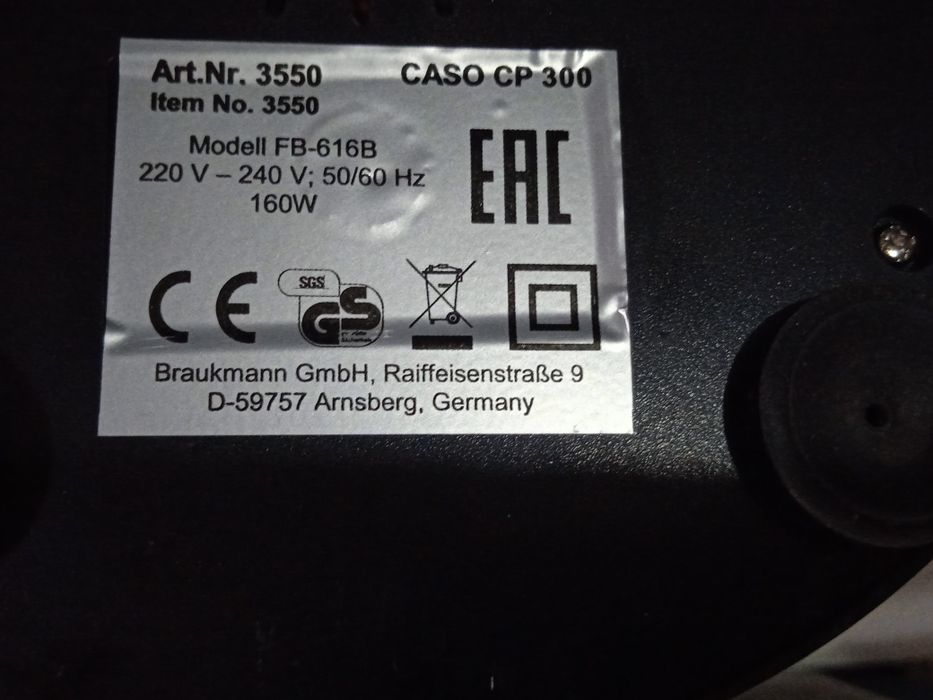 Art.Nr. 3550 CASO CP 300
Item No. 3550
Modell FB-616B
220 V – 240 V; 50/60 Hz
160W
EAC
CE
SGS
GS
Braukmann GmbH, Raiffeisenstraße 9
D-59757 Arnsberg, Germany